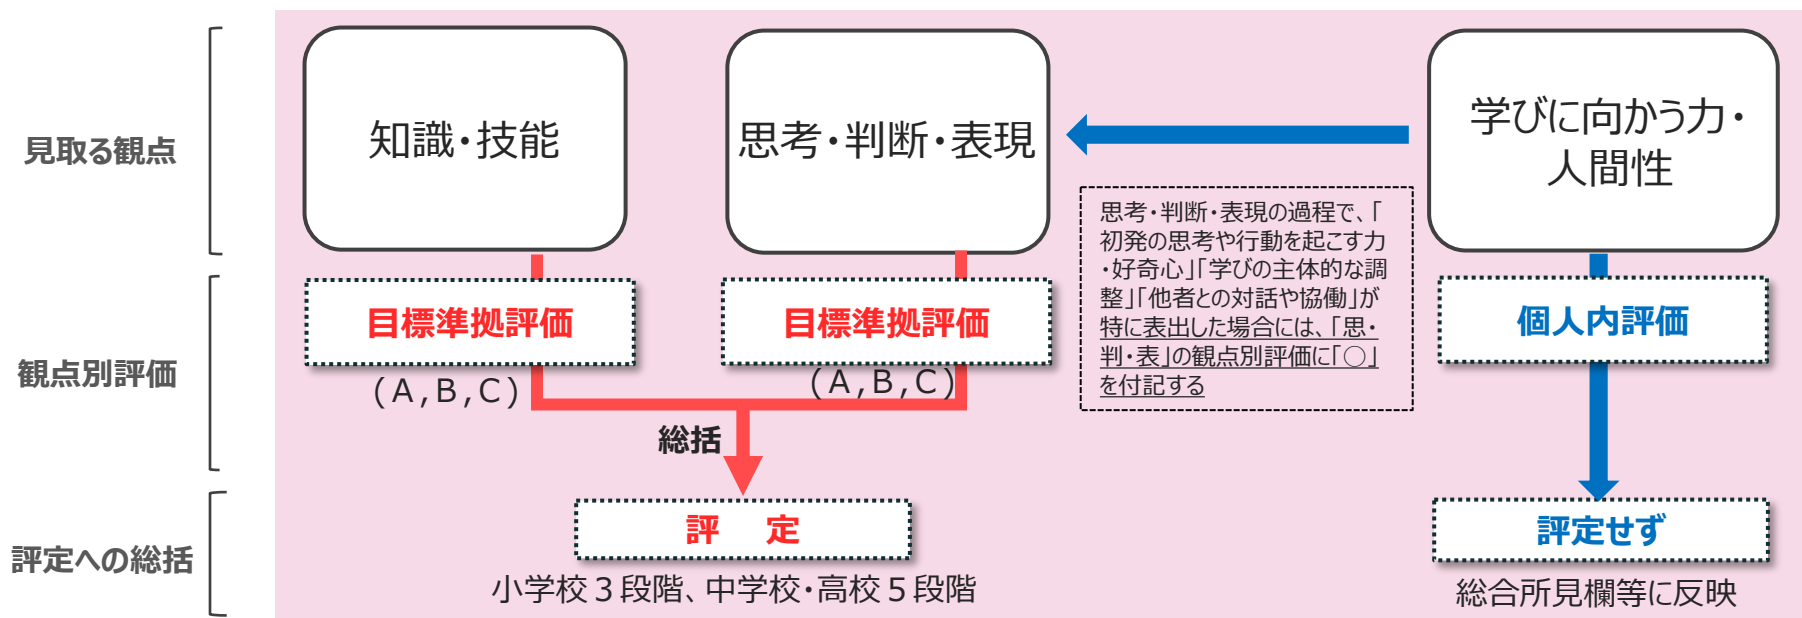 見取る観点
知識・技能
思考・判断・表現
学びに向かう力・
人間性
思考・判断・表現の過程で、「
初発の思考や行動を起こす力
・好奇心」「学びの主体的な調
整」「他者との対話や協働」が
特に表出した場合には、「思・
判・表」の観点別評価に「○」
を付記する
観点別評価
目標準拠評価
(A,B,C)
目標準拠評価
(A,B,C)
個人内評価
総括
評定への総括
評　定
小学校３段階、中学校・高校５段階
評定せず
総合所見欄等に反映